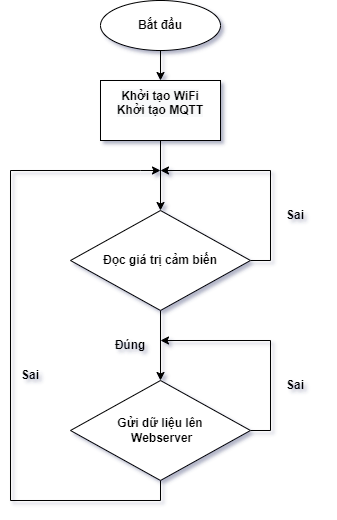 Bắt đầu
Khởi tạo WiFi
Khởi tạo MQTT
Sai
Đọc giá trị cảm biến
Đúng
Sai
Sai
Gửi dữ liệu lên
Webserver